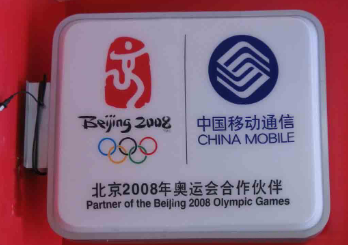 Beijing 2008
中国移动通信
CHINA MOBILE
北京2008年奥运会合作伙伴
Partner of the Beijing 2008 Olympic Games